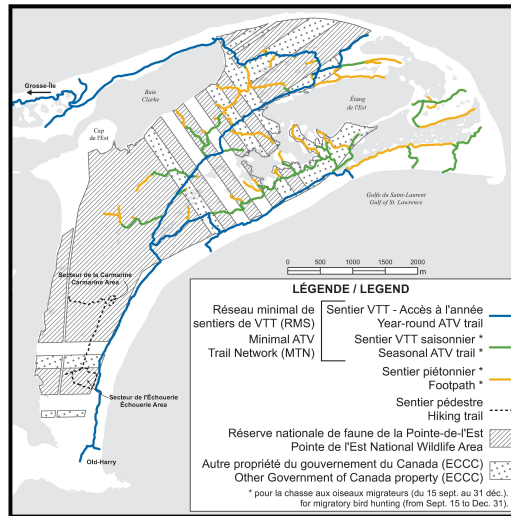 Grosse-Île
Baie
Clarke
Étang
de l'Est
Cap
de l'Est
Golfe du Saint-Laurent
Gulf of St. Lawrence
Secteur de la Carmarine
Carmarine Area
0 500 1000 1500 2000
m
LÉGENDE / LEGEND
Réseau minimal de
sentiers de VTT (RMS)
Minimal ATV
Trail Network (MTN)
Sentier VTT - Accès à l'année
Year-round ATV trail
Sentier VTT saisonnier *
Seasonal ATV trail *
Sentier piétonnier *
Footpath *
Sentier pédestre
Hiking trail
Secteur de l'Échouerie
Échouerie Area
Réserve nationale de faune de la Pointe-de-l'Est
Pointe de l'Est National Wildlife Area
Autre propriété du gouvernement du Canada (ECCC)
Other Government of Canada property (ECCC)
* pour la chasse aux oiseaux migrateurs (du 15 sept. au 31 déc.).
for migratory bird hunting (from Sept. 15 to Dec. 31).
Old-Harry